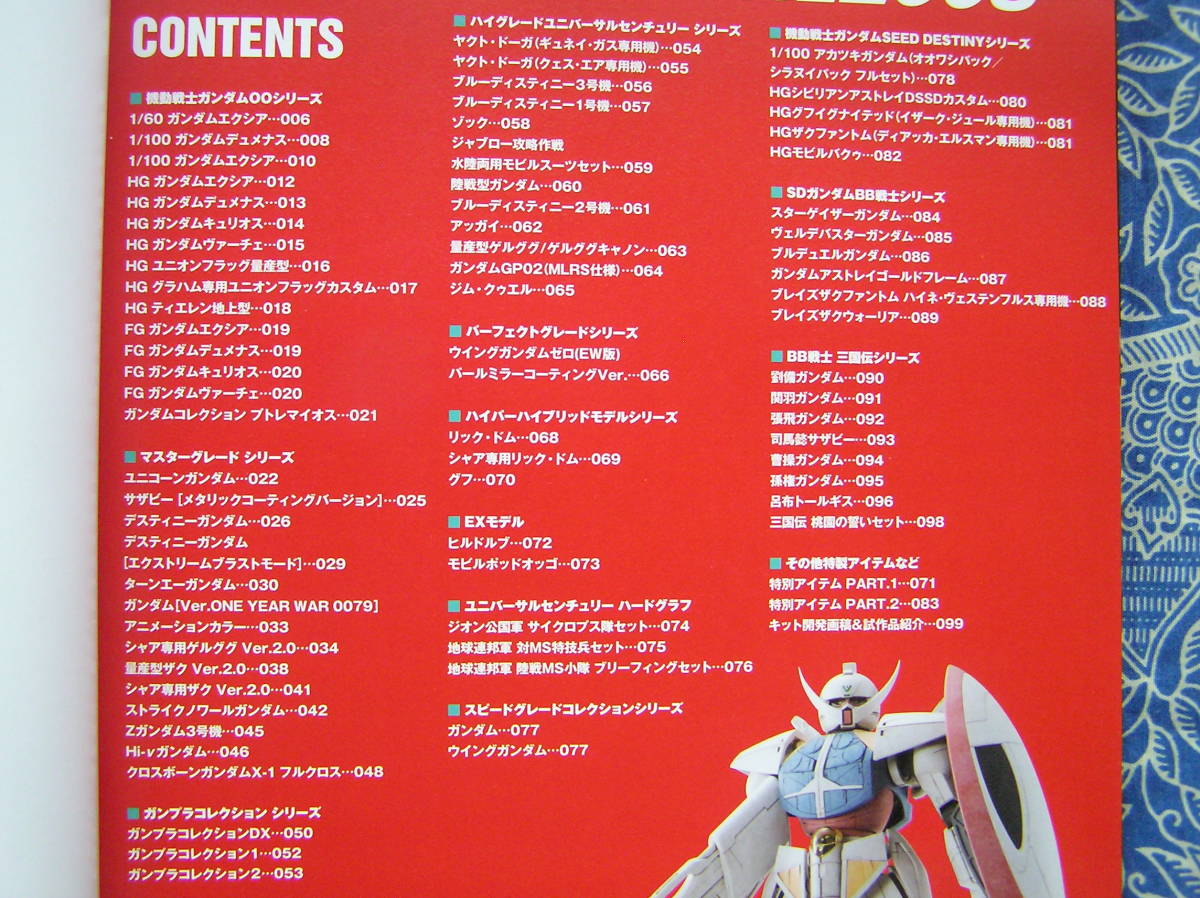 CONTENTS
■機動戦士ガンダムOOシリーズ
1/60 ガンダムエクシア…006
1/100 ガンダムデュメナス…008
1/100 ガンダムエクシア…010
HG ガンダムエクシア…012
HG ガンダムデュメナス…013
HG ガンダムキュリオス…014
HG ガンダムヴァーチェ…015
HG ユニオンフラッグ量産型…016
HG グラハム専用ユニオンフラッグカスタム…017
HG ティエレン地上型…018
FG ガンダムエクシア…019
FG ガンダムデュメナス…019
FG ガンダムキュリオス…020
FG ガンダムヴァーチェ…020
ガンダムコレクション プトレマイオス…021
■マスターグレード シリーズ
ユニコーンガンダム…022
サザビー [メタリックコーティングバージョン]…025
デスティニーガンダム…026
デスティニーガンダム
[エクストリームブラストモード]…029
ターンエーガンダム…030
ガンダム[Ver.ONE YEAR WAR 0079]
アニメーションカラー…033
シャア専用ゲルググ Ver.2.0…034
量産型ザク Ver.2.0…038
シャア専用ザク Ver.2.0…041
ストライクノワールガンダム…042
Zガンダム3号機…045
Hi-νガンダム…046
クロスボーンガンダムX-1 フルクロス…048
■ガンプラコレクション シリーズ
ガンプラコレクションDX…050
ガンプラコレクション1…052
ガンプラコレクション2…053
■ハイグレードユニバーサルセンチュリー シリーズ
ヤクト・ドーガ(ギュネイ・ガス専用機)…054
ヤクト・ドーガ(クェス・エア専用機)…055
ブルーディスティニー3号機…056
ブルーディスティニー1号機…057
ゾック…058
ジャブロー攻略作戦
水陸両用モビルスーツセット…059
陸戦型ガンダム…060
ブルーディスティニー2号機…061
アッガイ…062
量産型ゲルググ/ゲルググキャノン…063
ガンダムGP02(MLRS仕様)…064
ジム・クゥエル…065
■パーフェクトグレードシリーズ
ウイングガンダムゼロ(EW版)
パールミラーコーティングVer.…066
■ハイパーハイブリッドモデルシリーズ
リック・ドム…068
シャア専用リック・ドム…069
グフ…070
■EXモデル
ヒルドルブ…072
モビルポッドオッゴ…073
■ユニバーサルセンチュリー ハードグラフ
ジオン公国軍 サイクロプス隊セット…074
地球連邦軍 対MS特技兵セット…075
地球連邦軍 陸戦MS小隊 ブリーフィングセット…076
■スピードグレードコレクションシリーズ
ガンダム…077
ウイングガンダム…077
■機動戦士ガンダムSEED DESTINYシリーズ
1/100 アカツキガンダム(オオワシパック/
シラヌイパック フルセット)…078
HGシビリアンアストレイDSSDカスタム…080
HGグフイグナイテッド(イザーク・ジュール専用機)…081
HGザクファントム(ディアッカ・エルスマン専用機)…081
HGモビルバクゥ…082
■SDガンダムBB戦士シリーズ
スターゲイザーガンダム…084
ヴェルデバスターガンダム…085
ブルデュエルガンダム…086
ガンダムアストレイゴールドフレーム…087
ブレイズザクファントム ハイネ・ヴェステンフルス専用機…088
ブレイズザクウォーリア…089
■BB戦士 三国伝シリーズ
劉備ガンダム…090
関羽ガンダム…091
張飛ガンダム…092
司馬懿サザビー…093
曹操ガンダム…094
孫権ガンダム…095
呂布トールギス…096
三国伝 桃園の誓いセット…098
■その他特製アイテムなど
特別アイテム PART.1…071
特別アイテム PART.2…083
キット開発画稿&試作品紹介…099